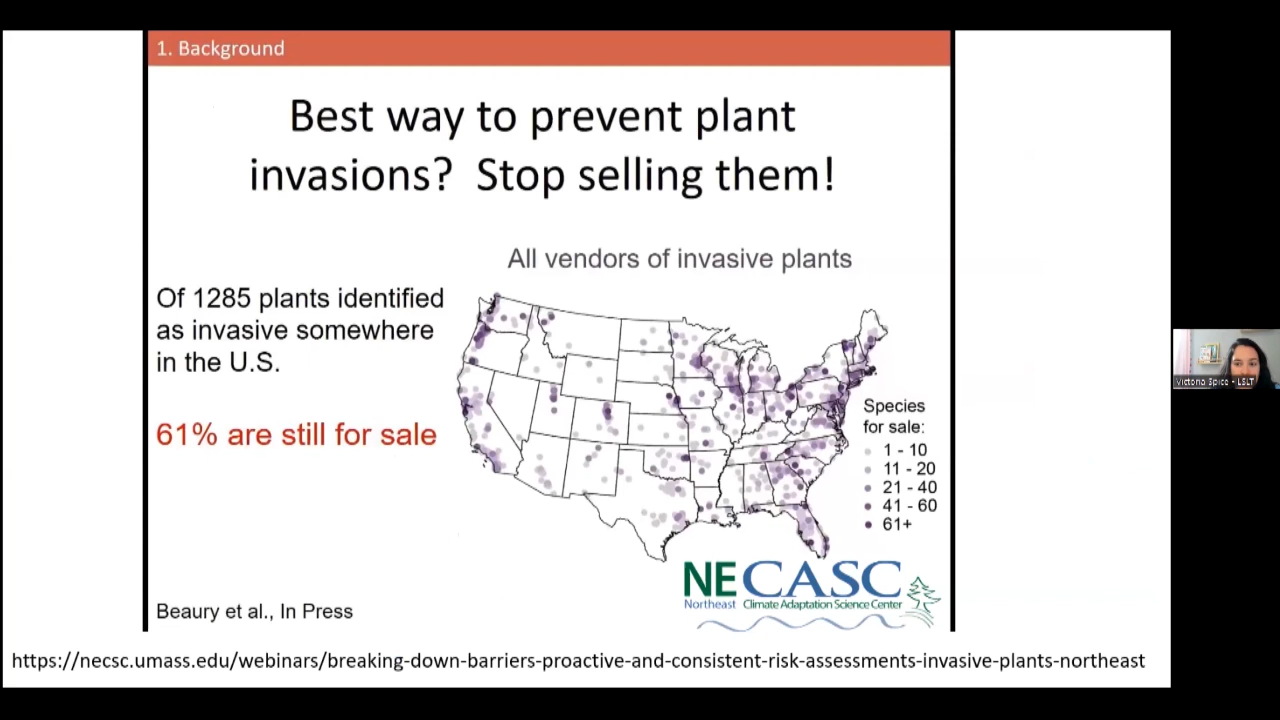 1. Background
Best way to prevent plant
invasions? Stop selling them!
All vendors of invasive plants
Of 1285 plants identified
as invasive somewhere
in the U.S.
61% are still for sale
Species
for sale:
1 - 10
11 - 20
21 - 40
41 - 60
61+
NECASC
Northeast Climate Adaptation Science Center
Beaury et al., In Press
https://necsc.umass.edu/webinars/breaking-down-barriers-proactive-and-consistent-risk-assessments-invasive-plants-northeast
Victoria Spice - LSLT